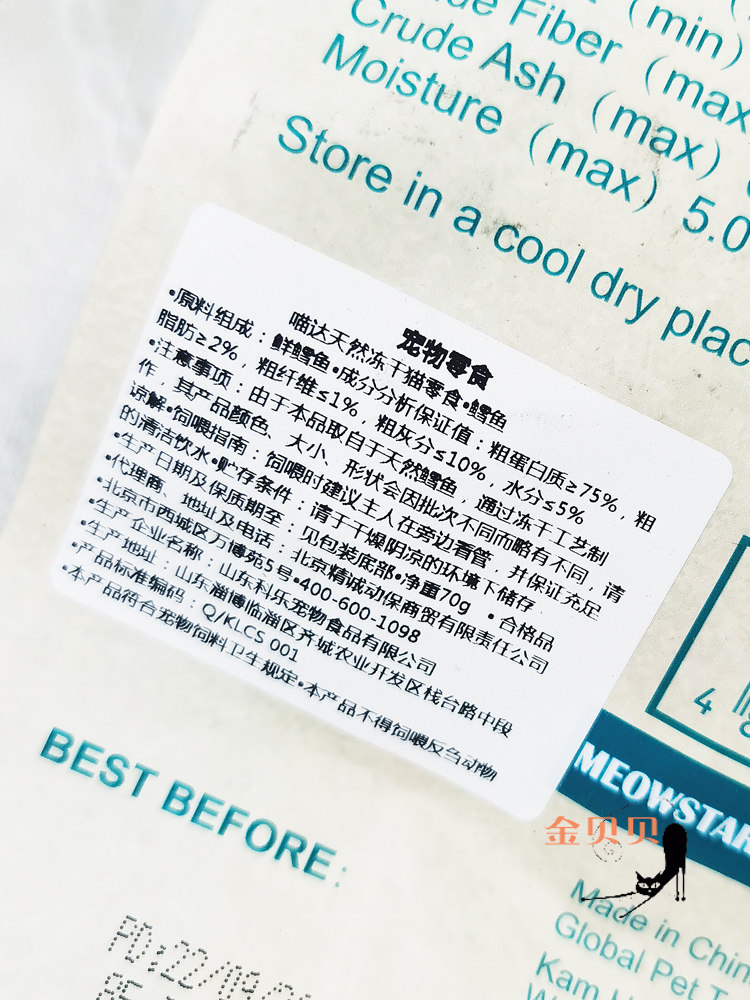 de Fiber (min)
Crude Ash (max
Moisture (max)
(max) 5.0
Store in a cool dry plac
宠物零食
喵达天然冻干猫零食•鳕鱼
•原料组成：鲜鳕鱼•成分分析保证值：粗蛋白质≥75%，粗
脂肪≥2%，粗纤维≤1%，粗灰分≤10%，水分≤5%
•注意事项：由于本品取自于天然鳕鱼，通过冻干工艺制
作，其产品颜色、大小、形状会因批次不同而略有不同，请
谅解•饲喂指南：饲喂时建议主人在旁边看管，并保证充足
的清洁饮水•贮存条件：请于干燥阴凉的环境下储存
•生产日期及保质期至：见包装底部•净重70g •合格品
•代理商、地址及电话：北京精诚动保商贸有限责任公司
•北京市西城区万博苑5号•400-600-1098
•生产企业名称：山东科乐宠物食品有限公司
•生产地址：山东淄博临淄区齐城农业开发区栈台路中段
•产品标准编码：Q/KLCS 001
•本产品符合宠物饲料卫生规定•本产品不得饲喂反刍动物
4
BEST BEFORE:
MEOWSTAR
金贝贝
Made in Chin
Global Pet T
Kam
PD:22/09/